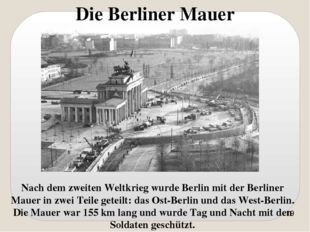 Die Berliner Mauer
Nach dem zweiten Weltkrieg wurde Berlin mit der Berliner
Mauer in zwei Teile geteilt: das Ost-Berlin und das West-Berlin.
Die Mauer war 155 km lang und wurde Tag und Nacht mit den
Soldaten geschützt.